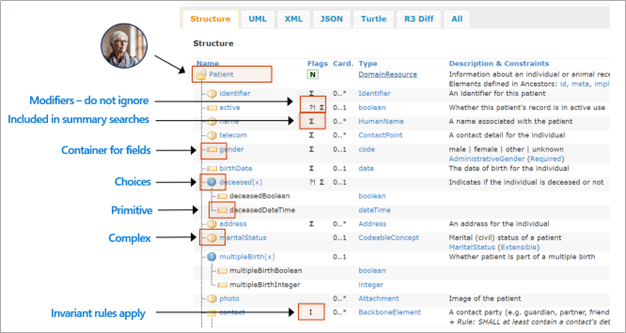 Structure UML XML JSON Turtle R3 Diff All
Structure
Name Flags Card. Type Description & Constraints
Patient N DomainResource Information about an individual or animal rece
Elements defined in Ancestors: id, meta, impli
identifier Σ 0..* Identifier An identifier for this patient
Modifiers – do not ignore
active ?! Σ 0..1 boolean Whether this patient's record is in active use
Included in summary searches
name Σ 0..* HumanName A name associated with the patient
telecom Σ 0..* ContactPoint A contact detail for the individual
Container for fields
gender Σ 0..1 code male | female | other | unknown
AdministrativeGender (Required)
birthDate Σ 0..1 date The date of birth for the individual
Choices
deceased[x] ?! Σ 0..1 Indicates if the individual is deceased or not
deceasedBoolean boolean
Primitive
deceasedDateTime dateTime
address Σ 0..* Address An address for the individual
Complex
maritalStatus 0..1 CodeableConcept Marital (civil) status of a patient
MaritalStatus (Extensible)
multipleBirth[x] 0..1 Whether patient is part of a multiple birth
multipleBirthBoolean boolean
multipleBirthInteger integer
photo 0..* Attachment Image of the patient
Invariant rules apply
contact I 0..* BackboneElement A contact party (e.g. guardian, partner, friend
+ Rule: SHALL at least contain a contact's det